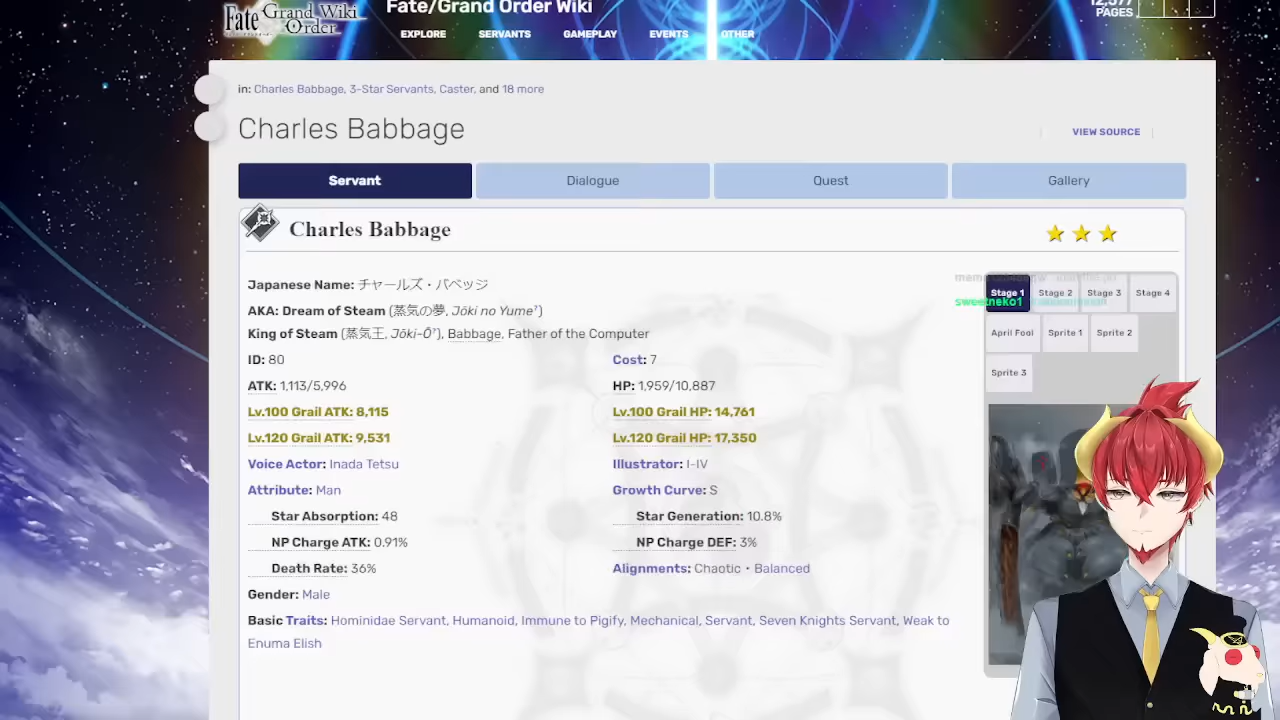 Fate Grand Order Wiki
Fate/Grand Order Wiki
12,577 PAGES
EXPLORE SERVANTS GAMEPLAY EVENTS OTHER
in: Charles Babbage, 3-Star Servants, Caster, and 18 more
Charles Babbage
VIEW SOURCE
Servant Dialogue Quest Gallery
Charles Babbage
Japanese Name: チャールズ・バベッジ
AKA: Dream of Steam (蒸気の夢, Jōki no Yume?)
King of Steam (蒸気王, Jōki-Ō?), Babbage, Father of the Computer
ID: 80 Cost: 7
ATK: 1,113/5,996 HP: 1,959/10,887
Lv.100 Grail ATK: 8,115 Lv.100 Grail HP: 14,761
Lv.120 Grail ATK: 9,531 Lv.120 Grail HP: 17,350
Voice Actor: Inada Tetsu Illustrator: I-IV
Attribute: Man Growth Curve: S
Star Absorption: 48 Star Generation: 10.8%
NP Charge ATK: 0.91% NP Charge DEF: 3%
Death Rate: 36% Alignments: Chaotic・Balanced
Gender: Male
Basic Traits: Hominidae Servant, Humanoid, Immune to Pigify, Mechanical, Servant, Seven Knights Servant, Weak to
Enuma Elish
Stage 1 Stage 2 Stage 3 Stage 4
sweetneko1
April Fool Sprite 1 Sprite 2
Sprite 3